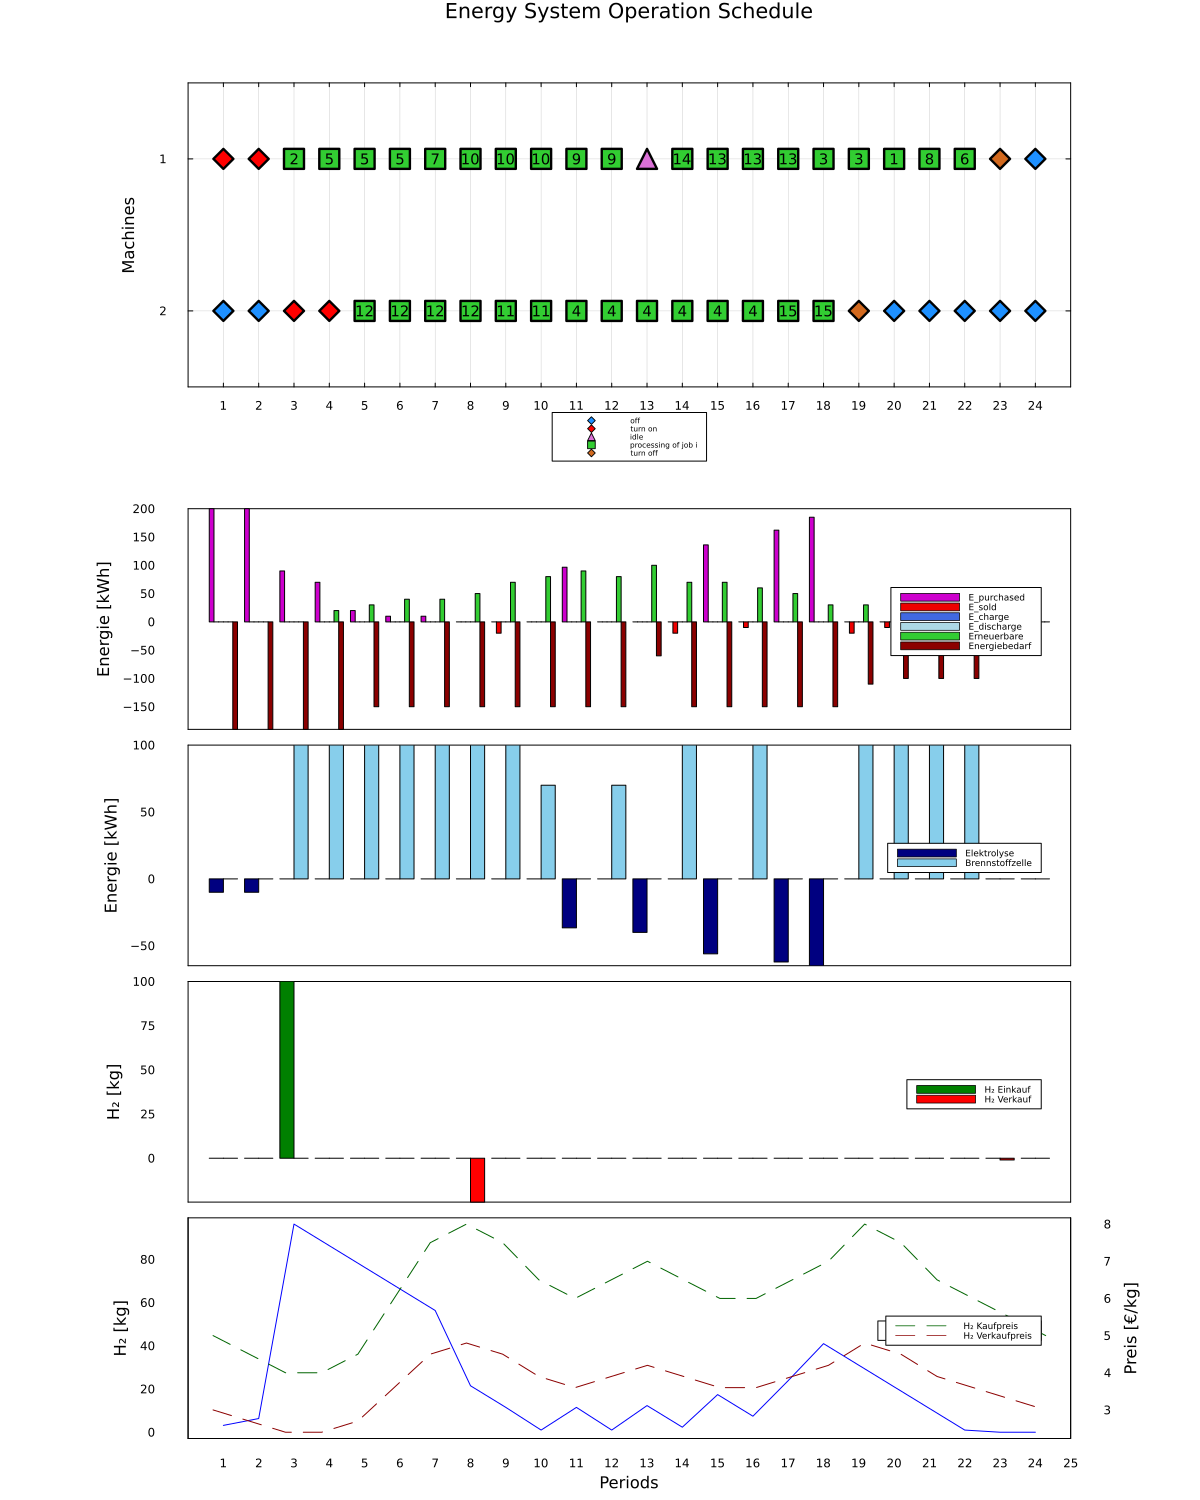 Energy System Operation Schedule
Machines
1
2 5 5 5 7 10 10 10 9 9 14 13 13 13 3 3 1 8 6
2
12 12 12 12 11 11 4 4 4 4 4 4 15 15
1 2 3 4 5 6 7 8 9 10 11 12 13 14 15 16 17 18 19 20 21 22 23 24
off
turn on
idle
processing of job i
turn off
Energie [kWh]
200
150
100
50
0
−50
−100
−150
E_purchased
E_sold
E_charge
E_discharge
Erneuerbare
Energiebedarf
Energie [kWh]
100
50
0
−50
Elektrolyse
Brennstoffzelle
H₂ [kg]
100
75
50
25
0
H₂ Einkauf
H₂ Verkauf
H₂ [kg]
80
60
40
20
0
H₂ Kaufpreis
H₂ Verkaufpreis
8
7
6
5
4
3
Preis [€/kg]
1 2 3 4 5 6 7 8 9 10 11 12 13 14 15 16 17 18 19 20 21 22 23 24 25
Periods